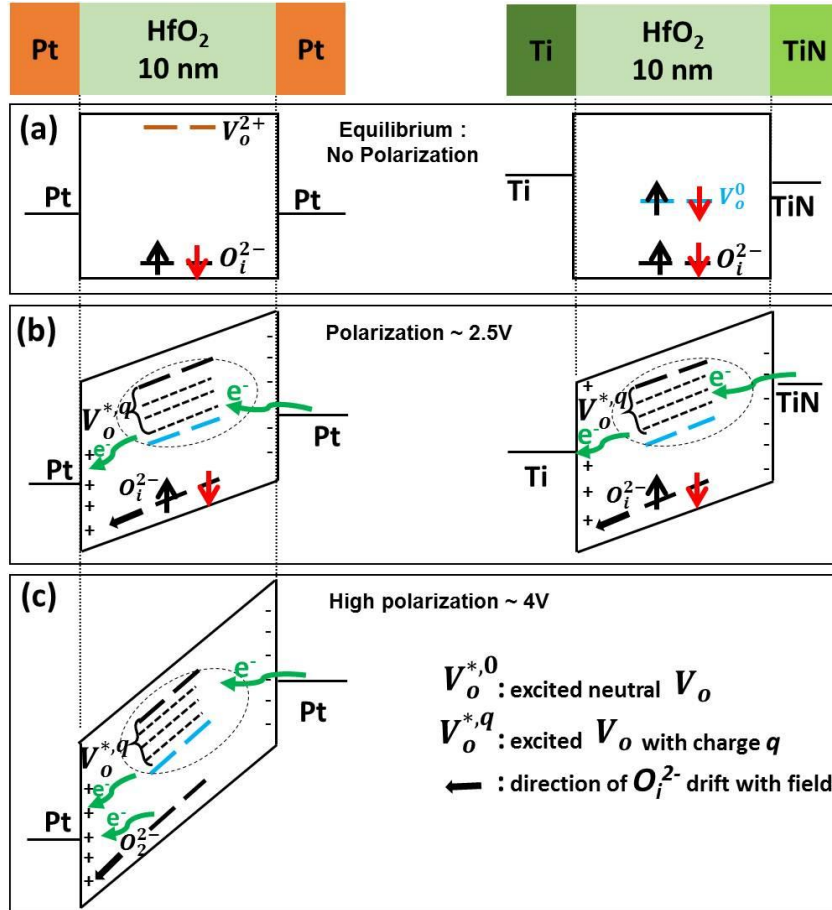 Pt
HfO₂
10 nm
Pt
Ti
HfO₂
10 nm
TiN
(a)
V_o^{2+}
Equilibrium :
No Polarization
Pt
Pt
O_i^{2-}
Ti
V_o^0
TiN
O_i^{2-}
(b)
Polarization ~ 2.5V
e-
V_o^{*,q}
e-
Pt
+
+
+
+
-
-
-
-
-
-
Pt
O_i^{2-}
+
e-
V_o^{*,q}
e-
TiN
Ti
+
+
+
+
-
-
-
-
-
O_i^{2-}
(c)
High polarization ~ 4V
e-
Pt
V_o^{*,q}
e-
e-
Pt
+
+
+
+
+
+
-
-
-
-
-
-
O_2^{2-}
V_o^{*,0} : excited neutral V_o
V_o^{*,q} : excited V_o with charge q
: direction of O_i^{2-} drift with field